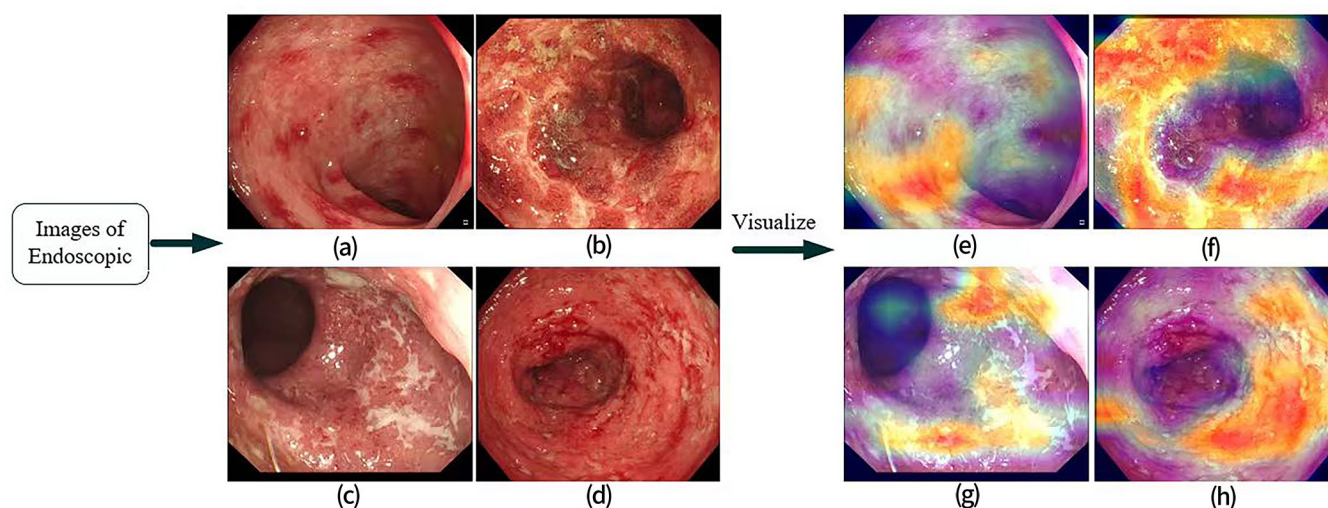 Images of
Endoscopic
Visualize
(a)
(b)
(e)
(f)
(c)
(d)
(g)
(h)